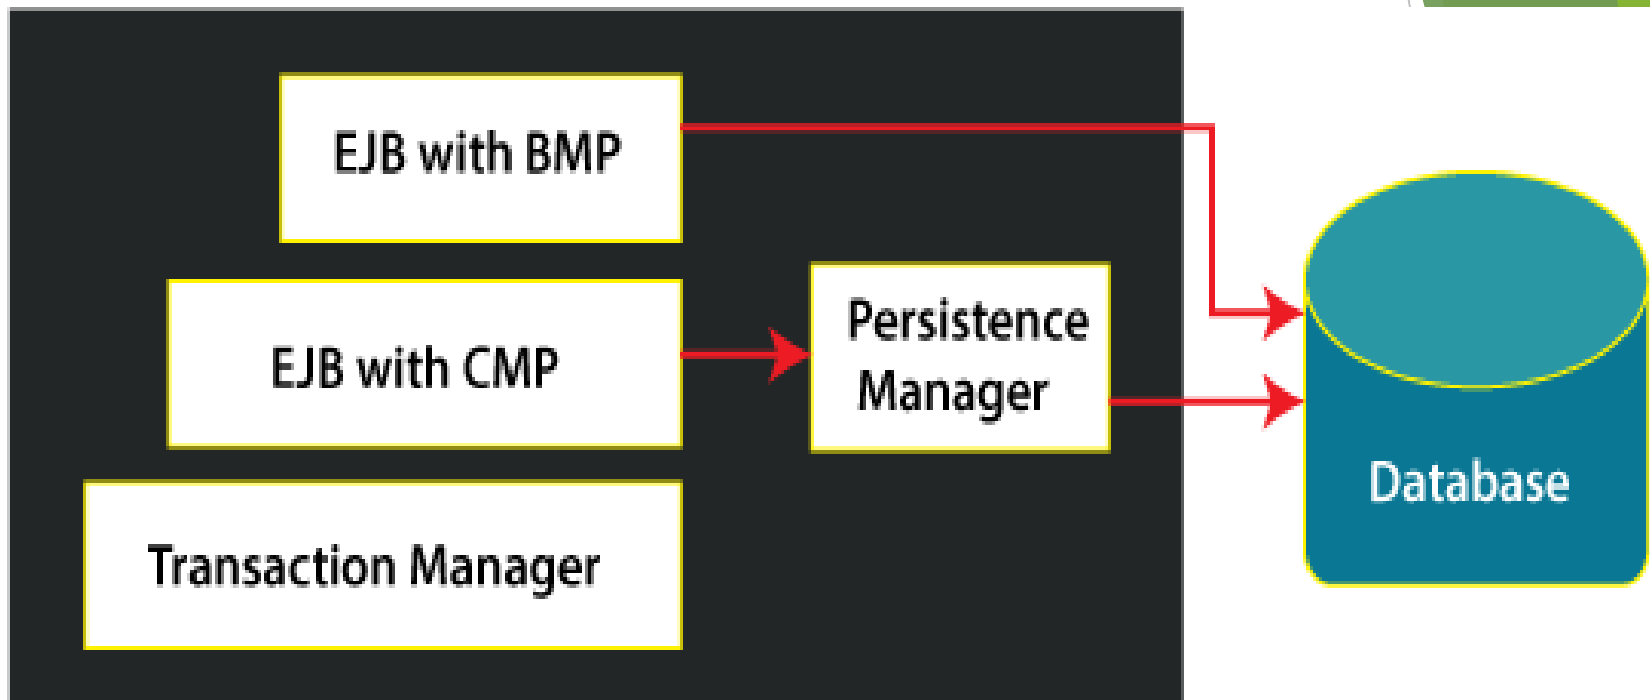 EJB with BMP
EJB with CMP
Persistence
Manager
Database
Transaction Manager